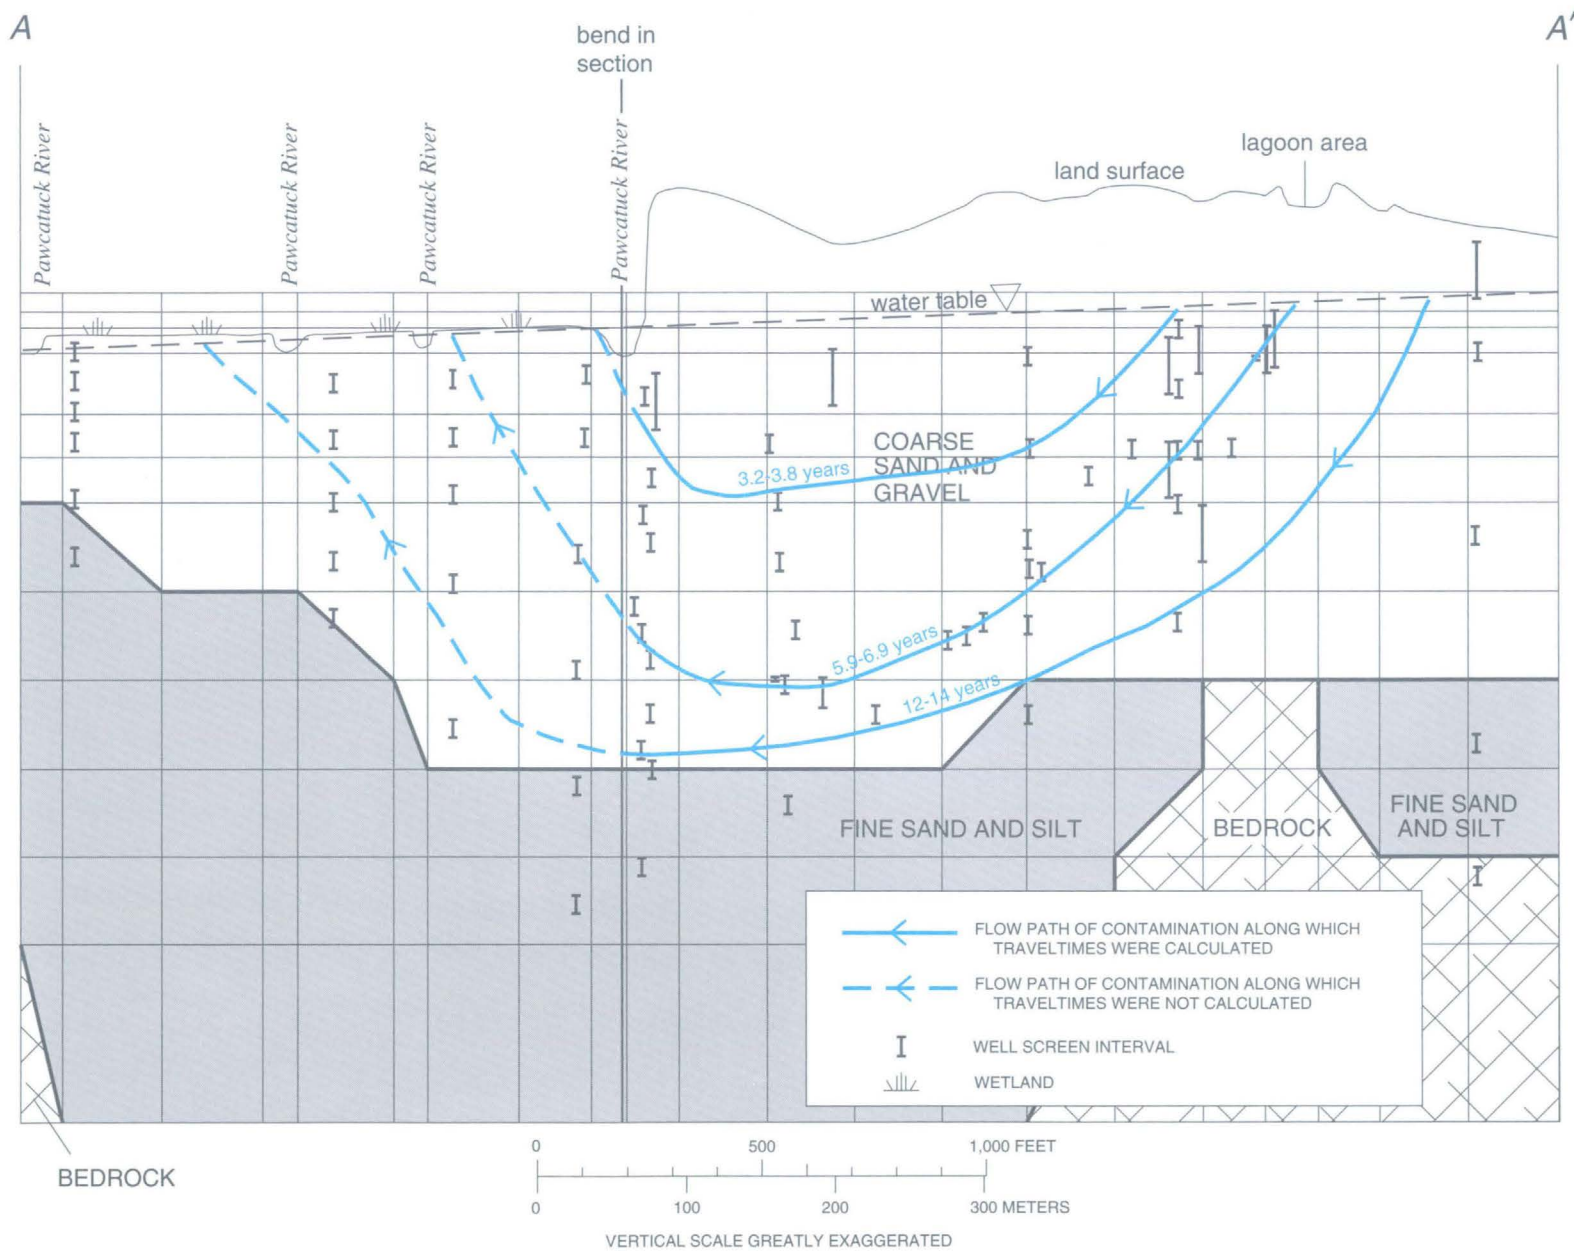 A
A′
bend in
section
Pawcatuck River
Pawcatuck River
Pawcatuck River
Pawcatuck River
lagoon area
land surface
water table
COARSE
SAND AND
GRAVEL
3.2-3.8 years
5.9-6.9 years
12-14 years
FINE SAND AND SILT
BEDROCK
FINE SAND
AND SILT
FLOW PATH OF CONTAMINATION ALONG WHICH
TRAVELTIMES WERE CALCULATED
FLOW PATH OF CONTAMINATION ALONG WHICH
TRAVELTIMES WERE NOT CALCULATED
WELL SCREEN INTERVAL
WETLAND
BEDROCK
0 500 1,000 FEET
0 100 200 300 METERS
VERTICAL SCALE GREATLY EXAGGERATED